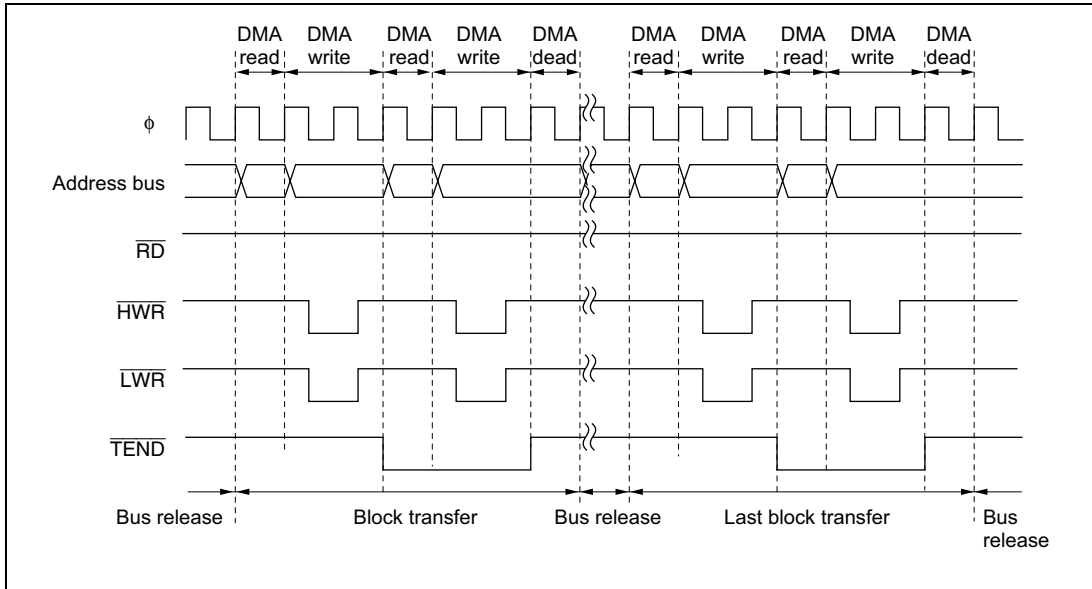 DMA DMA DMA DMA DMA DMA DMA DMA DMA DMA
read write read write dead read write read write dead
φ
Address bus
RD
HWR
LWR
TEND
Bus release Block transfer Bus release Last block transfer Bus
release